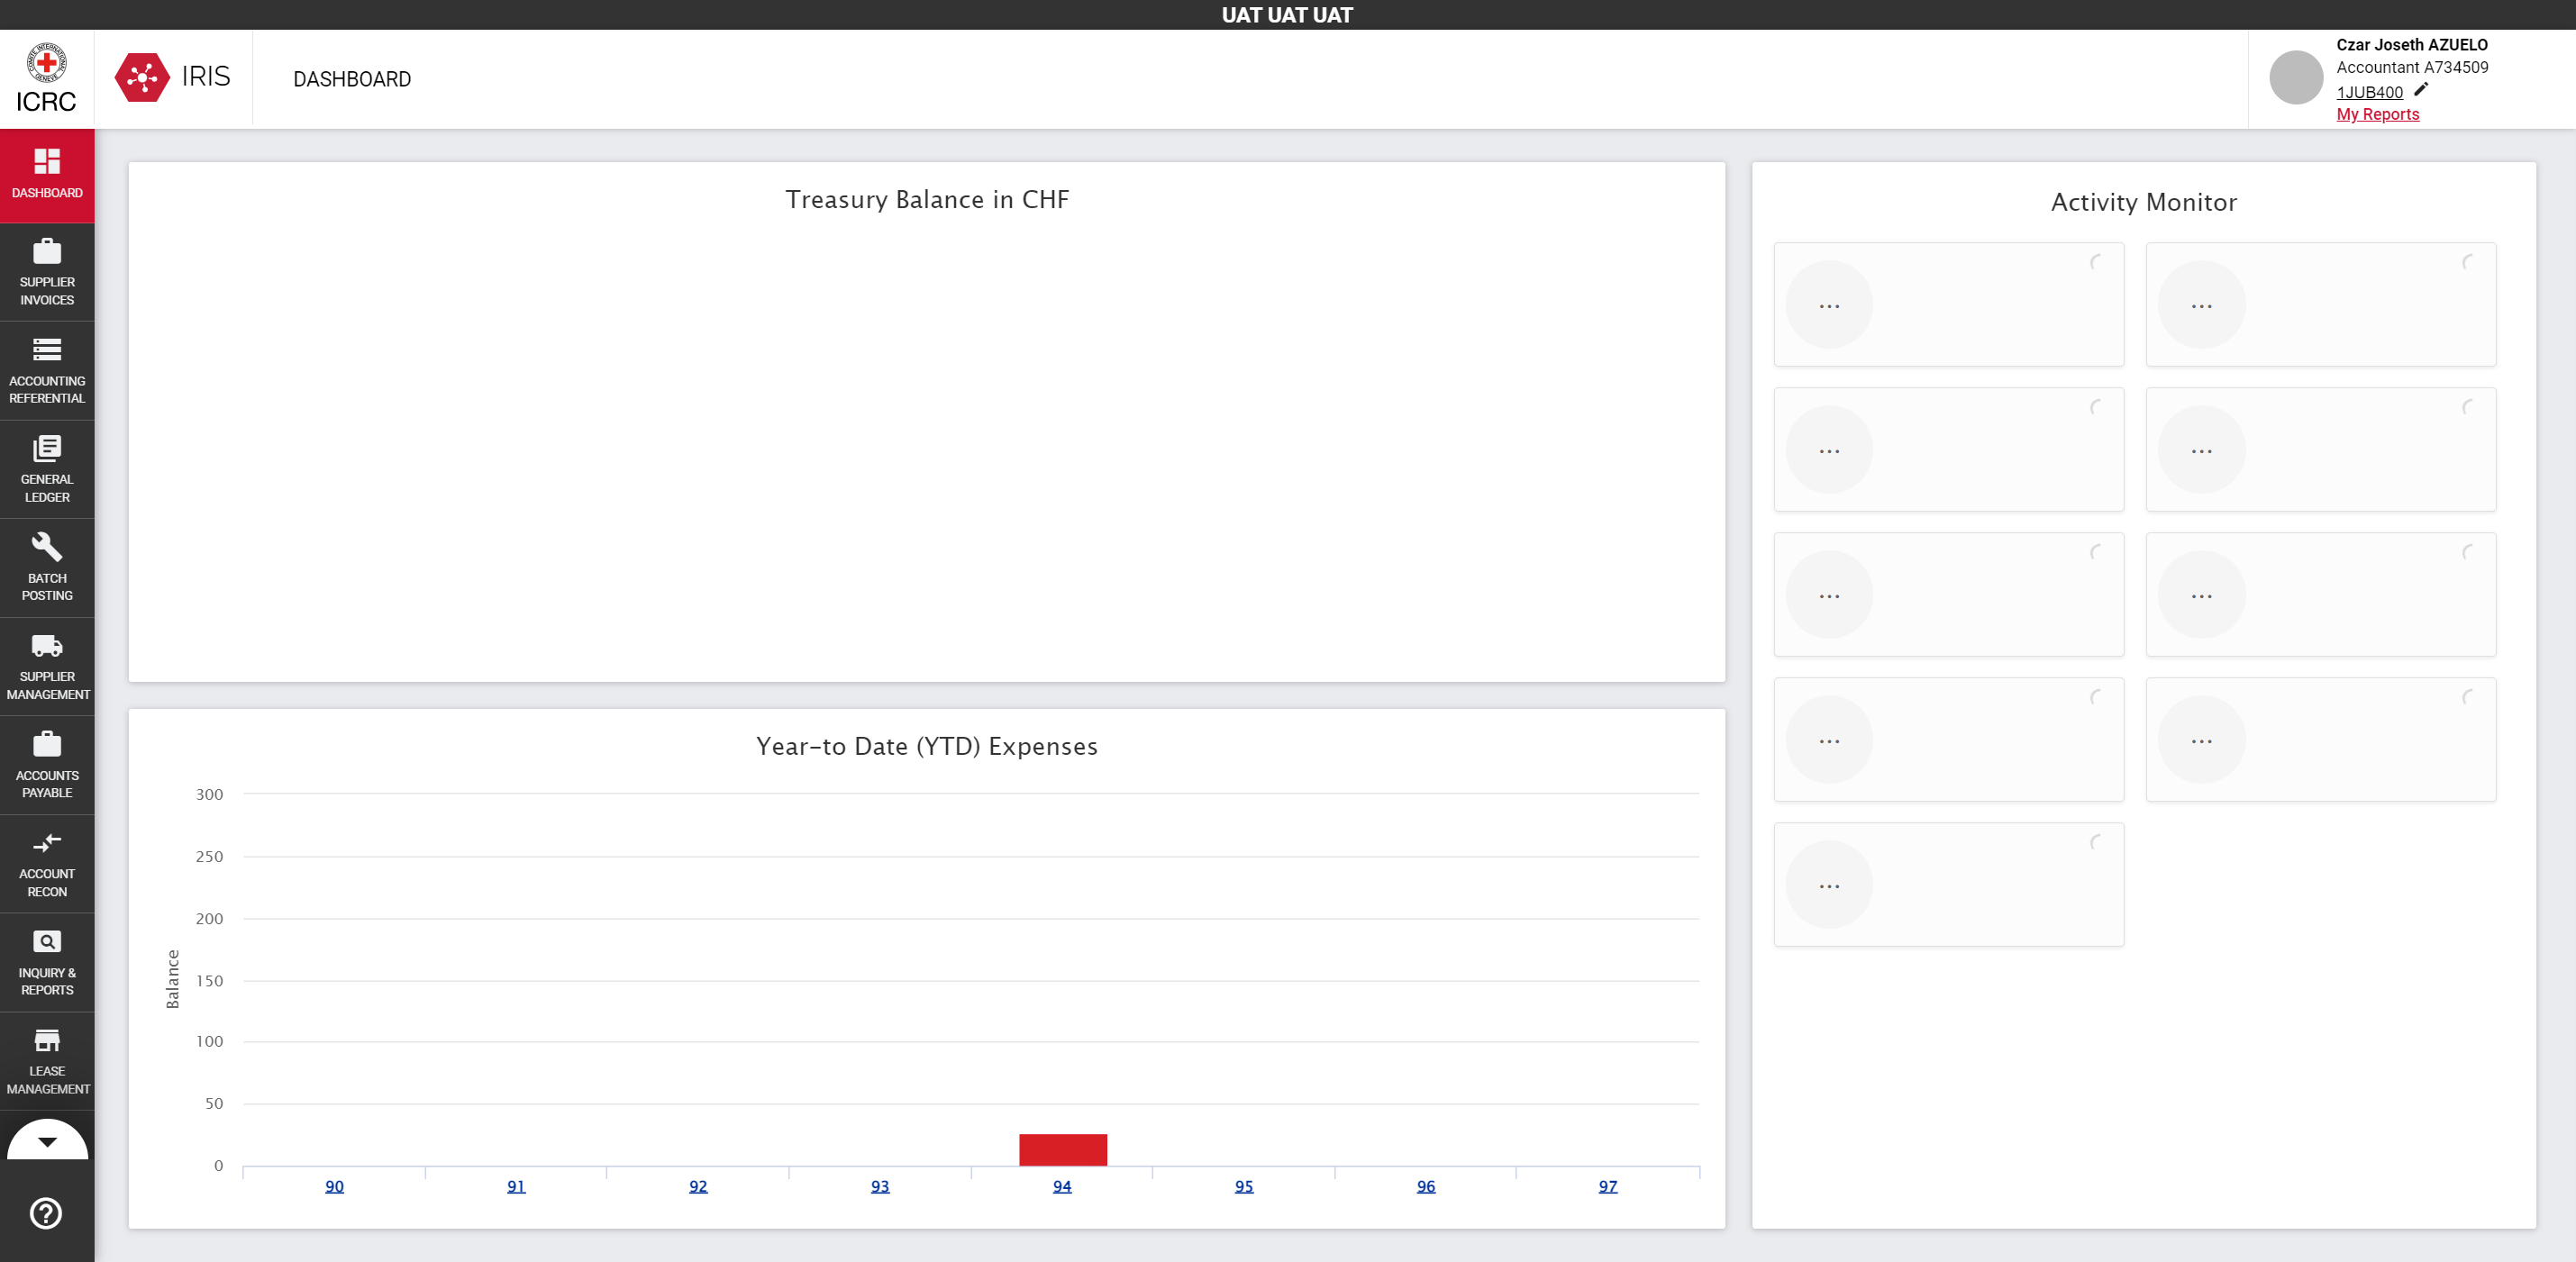 UAT UAT UAT
COMITE INTERNATIONAL GENEVE
ICRC
IRIS
DASHBOARD
Czar Joseth AZUELO
Accountant A734509
1JUB400
My Reports
DASHBOARD
SUPPLIER
INVOICES
ACCOUNTING
REFERENTIAL
GENERAL
LEDGER
BATCH
POSTING
SUPPLIER
MANAGEMENT
ACCOUNTS
PAYABLE
ACCOUNT
RECON
INQUIRY &
REPORTS
LEASE
MANAGEMENT
Treasury Balance in CHF
Year-to Date (YTD) Expenses
Balance
300
250
200
150
100
50
0
90 91 92 93 94 95 96 97
Activity Monitor
... ...
... ...
... ...
... ...
...